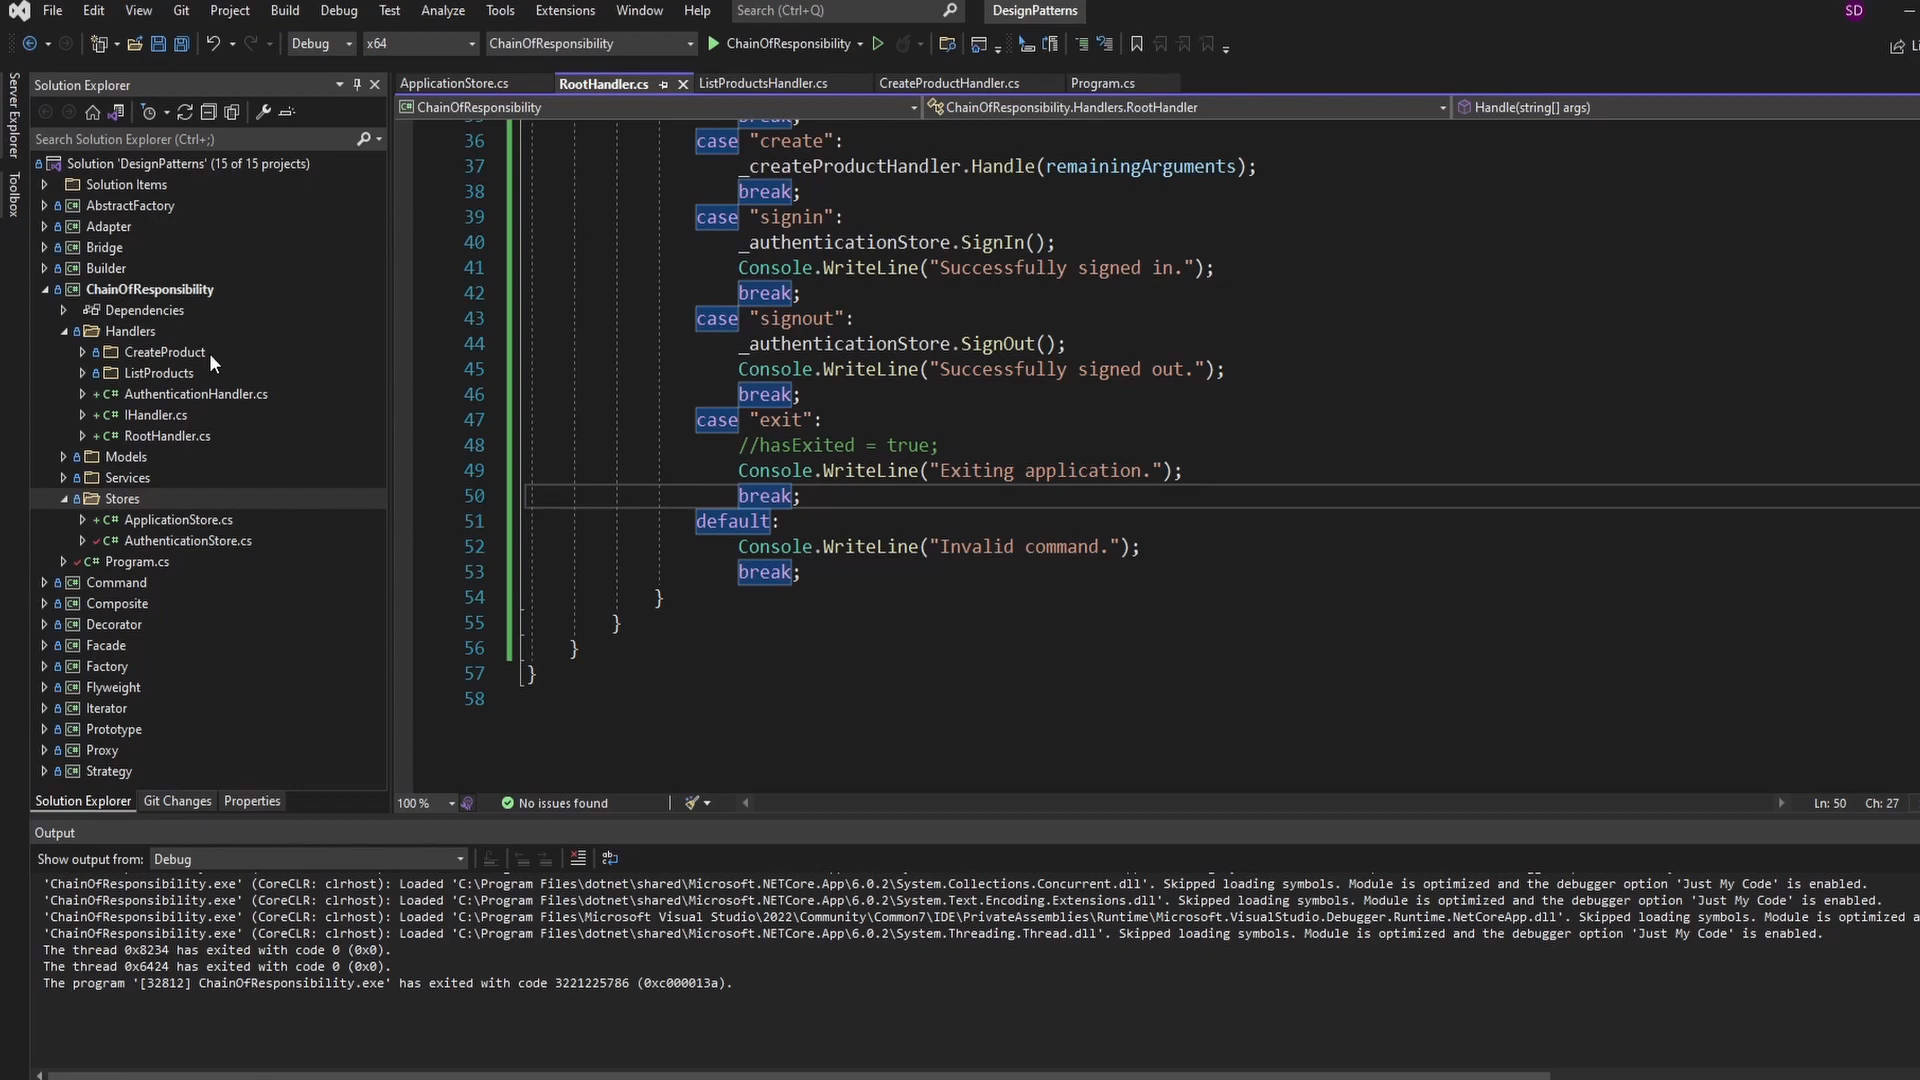 File Edit View Git Project Build Debug Test Analyze Tools Extensions Window Help Search (Ctrl+Q) DesignPatterns SD
Debug x64 ChainOfResponsibility ChainOfResponsibility
Server Explorer
Toolbox
Solution Explorer
Search Solution Explorer (Ctrl+;)
Solution 'DesignPatterns' (15 of 15 projects)
Solution Items
AbstractFactory
Adapter
Bridge
Builder
ChainOfResponsibility
Dependencies
Handlers
CreateProduct
ListProducts
AuthenticationHandler.cs
IHandler.cs
RootHandler.cs
Models
Services
Stores
ApplicationStore.cs
AuthenticationStore.cs
Program.cs
Command
Composite
Decorator
Facade
Factory
Flyweight
Iterator
Prototype
Proxy
Strategy
Solution Explorer Git Changes Properties
ApplicationStore.cs RootHandler.cs ListProductsHandler.cs CreateProductHandler.cs Program.cs
ChainOfResponsibility ChainOfResponsibility.Handlers.RootHandler Handle(string[] args)
break;
36 case "create":
37 _createProductHandler.Handle(remainingArguments);
38 break;
39 case "signin":
40 _authenticationStore.SignIn();
41 Console.WriteLine("Successfully signed in.");
42 break;
43 case "signout":
44 _authenticationStore.SignOut();
45 Console.WriteLine("Successfully signed out.");
46 break;
47 case "exit":
48 //hasExited = true;
49 Console.WriteLine("Exiting application.");
50 break;
51 default:
52 Console.WriteLine("Invalid command.");
53 break;
54 }
55 }
56 }
57 }
58
100 % No issues found Ln: 50 Ch: 27
Output
Show output from: Debug
'ChainOfResponsibility.exe' (CoreCLR: clrhost): Loaded 'C:\Program Files\dotnet\shared\Microsoft.NETCore.App\6.0.2\System.Collections.Concurrent.dll'. Skipped loading symbols. Module is optimized and the debugger option 'Just My Code' is enabled.
'ChainOfResponsibility.exe' (CoreCLR: clrhost): Loaded 'C:\Program Files\dotnet\shared\Microsoft.NETCore.App\6.0.2\System.Text.Encoding.Extensions.dll'. Skipped loading symbols. Module is optimized and the debugger option 'Just My Code' is enabled.
'ChainOfResponsibility.exe' (CoreCLR: clrhost): Loaded 'C:\Program Files\Microsoft Visual Studio\2022\Community\Common7\IDE\PrivateAssemblies\Runtime\Microsoft.VisualStudio.Debugger.Runtime.NetCoreApp.dll'. Skipped loading symbols. Module is optimized a
'ChainOfResponsibility.exe' (CoreCLR: clrhost): Loaded 'C:\Program Files\dotnet\shared\Microsoft.NETCore.App\6.0.2\System.Threading.Thread.dll'. Skipped loading symbols. Module is optimized and the debugger option 'Just My Code' is enabled.
The thread 0x8234 has exited with code 0 (0x0).
The thread 0x6424 has exited with code 0 (0x0).
The program '[32812] ChainOfResponsibility.exe' has exited with code 3221225786 (0xc000013a).